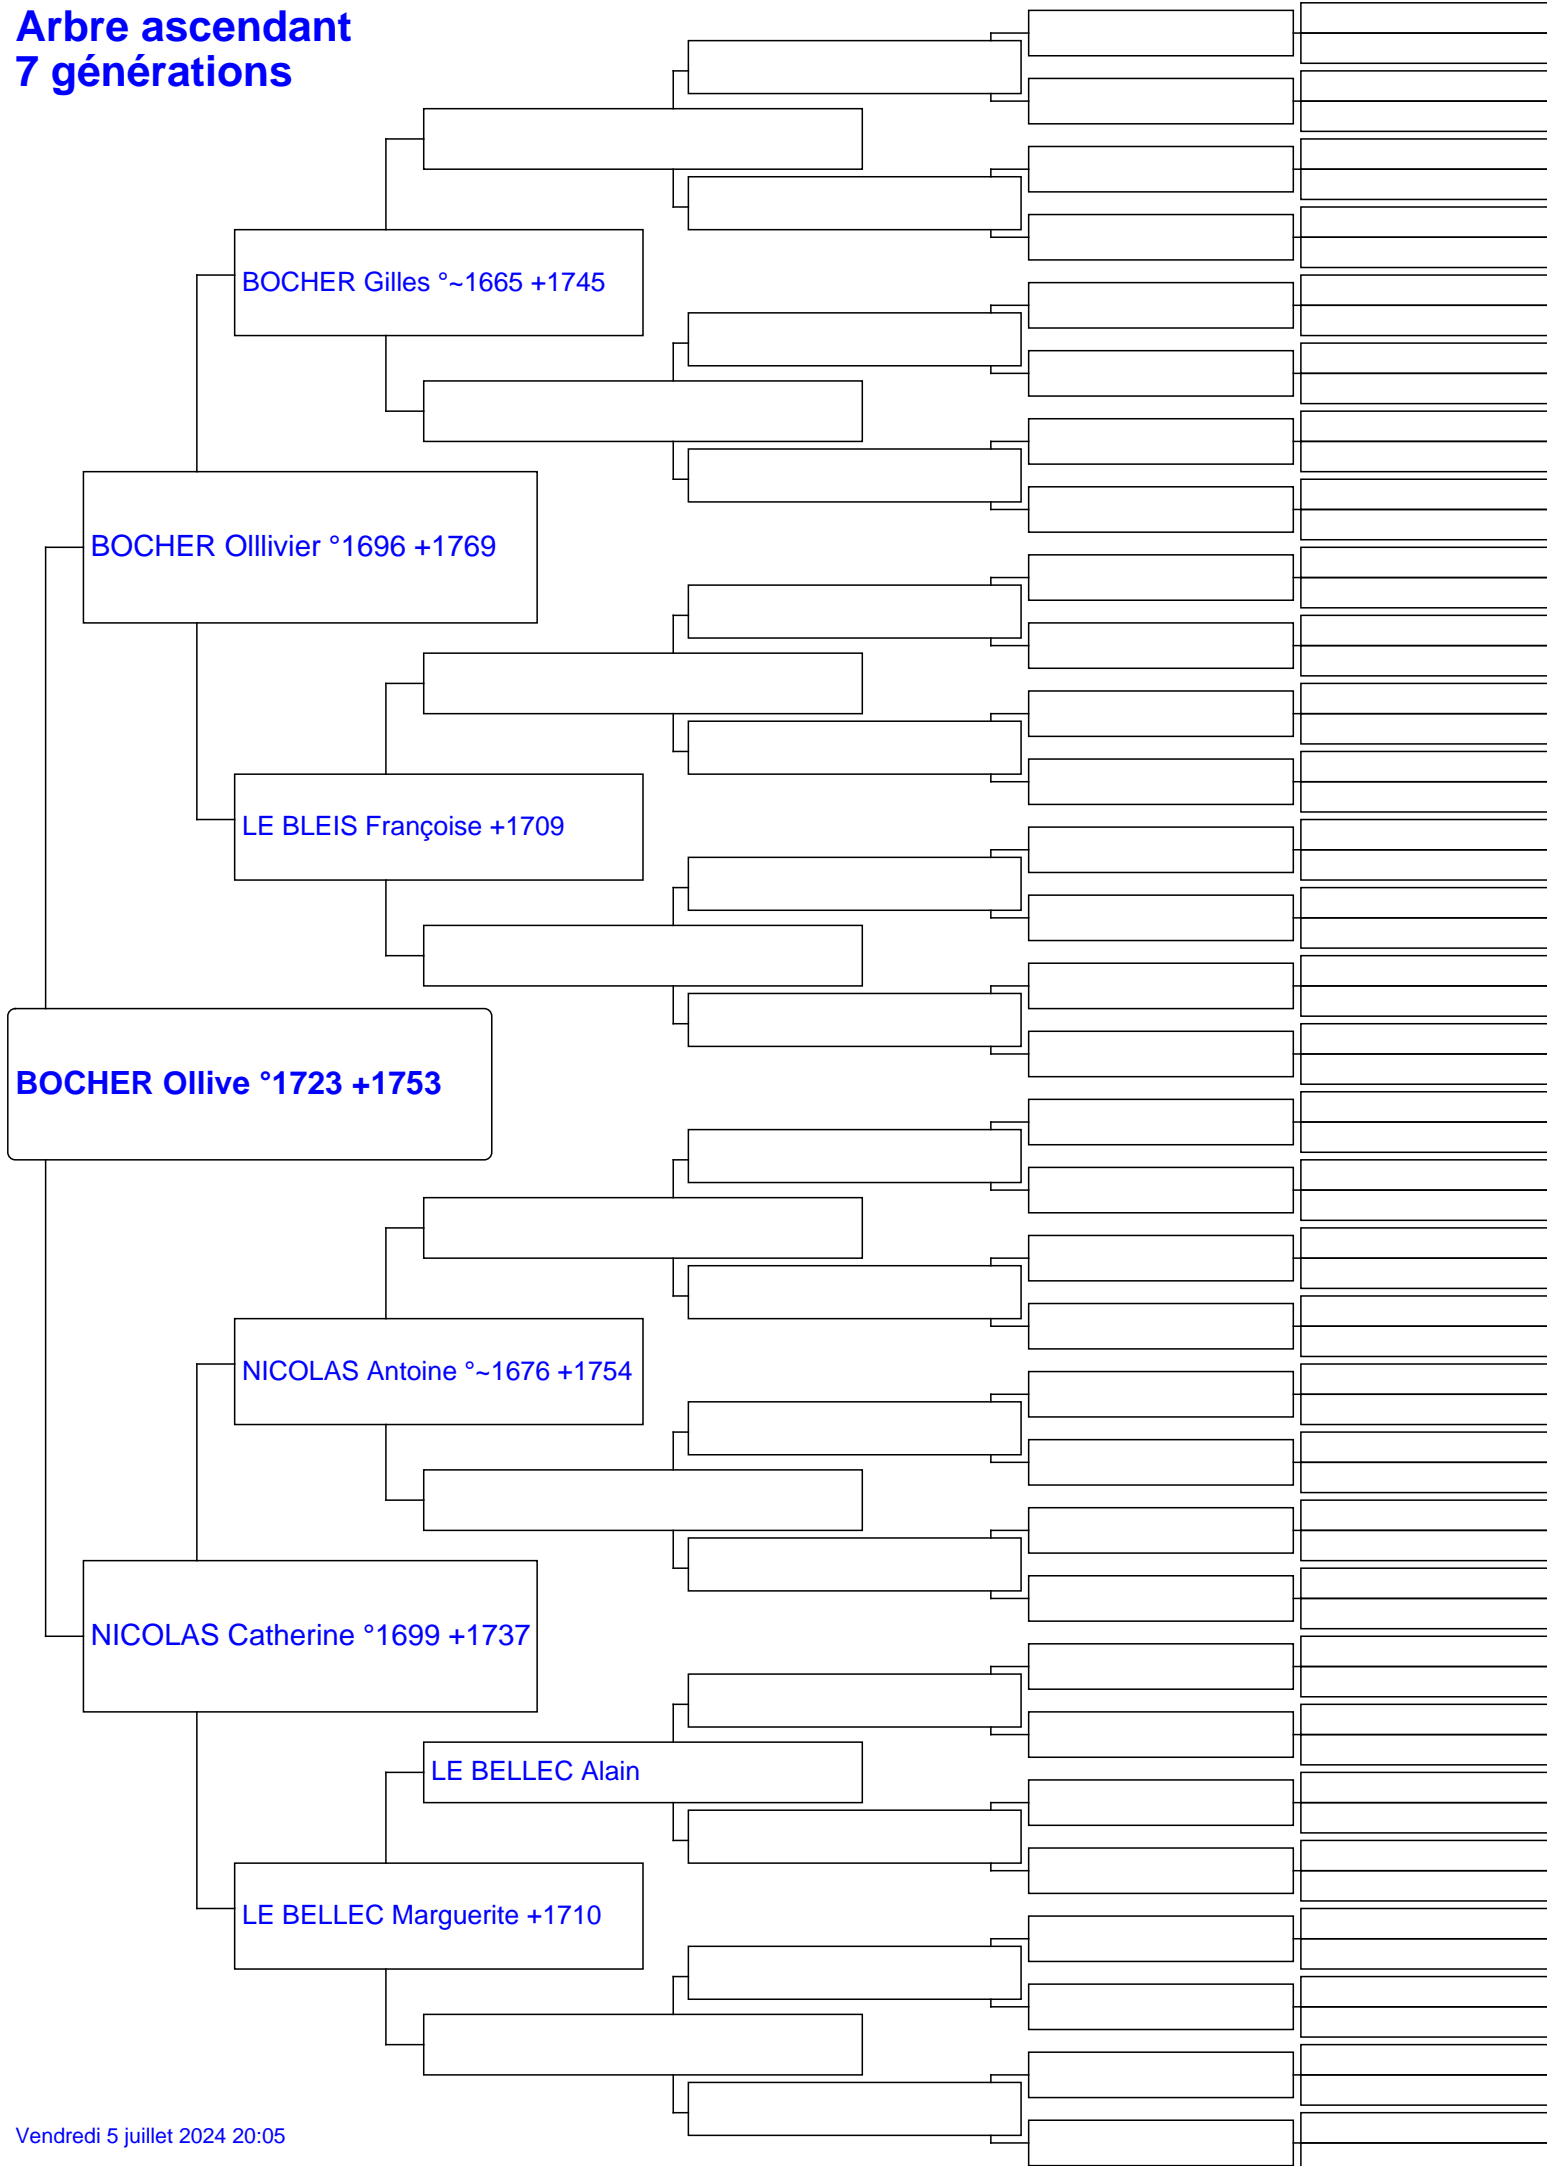 Arbre ascendant
7 générations
BOCHER Gilles °~1665 +1745
BOCHER Olllivier °1696 +1769
LE BLEIS Françoise +1709
BOCHER Ollive °1723 +1753
NICOLAS Antoine °~1676 +1754
NICOLAS Catherine °1699 +1737
LE BELLEC Alain
LE BELLEC Marguerite +1710
Vendredi 5 juillet 2024 20:05